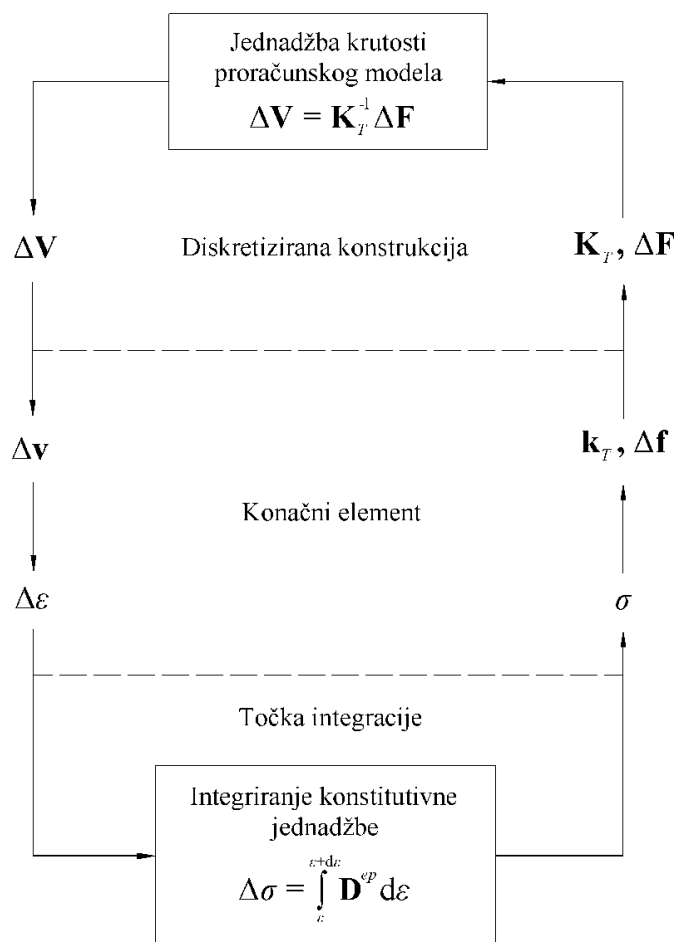 Jednadžba krutosti
proračunskog modela
ΔV = K_T^-1 ΔF
ΔV Diskretizirana konstrukcija K_T, ΔF
Δv k_T, Δf
Konačni element
Δε σ
Točka integracije
Integriranje konstitutivne
jednadžbe
Δσ = ∫_ε^ε+dε D^ep dε